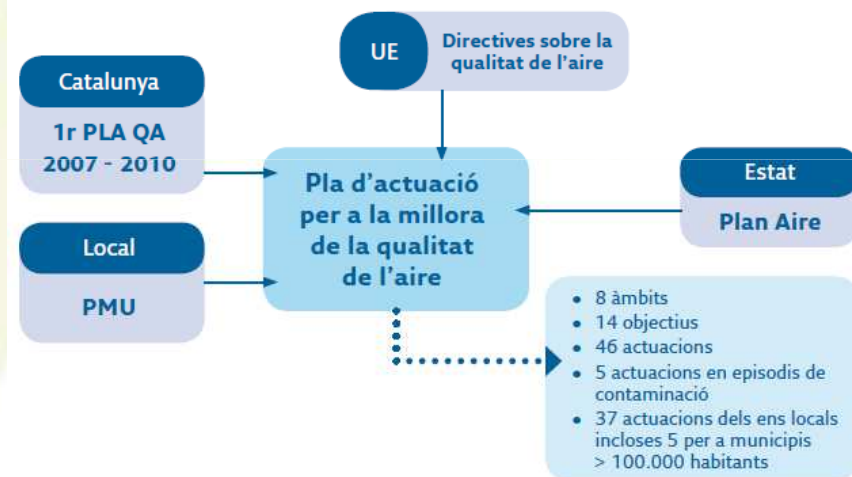 UE
Directives sobre la
qualitat de l'aire
Catalunya
1r PLA QA
2007 - 2010
Pla d'actuació
per a la millora
de la qualitat
de l'aire
Estat
Plan Aire
Local
PMU
• 8 àmbits
• 14 objectius
• 46 actuacions
• 5 actuacions en episodis de
contaminació
• 37 actuacions dels ens locals
incloses 5 per a municipis
> 100.000 habitants